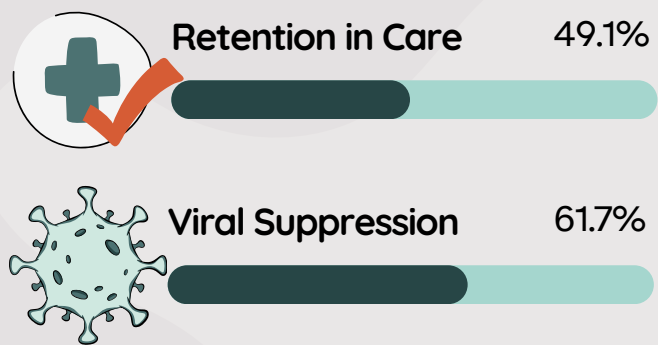 Retention in Care 49.1%
Viral Suppression 61.7%